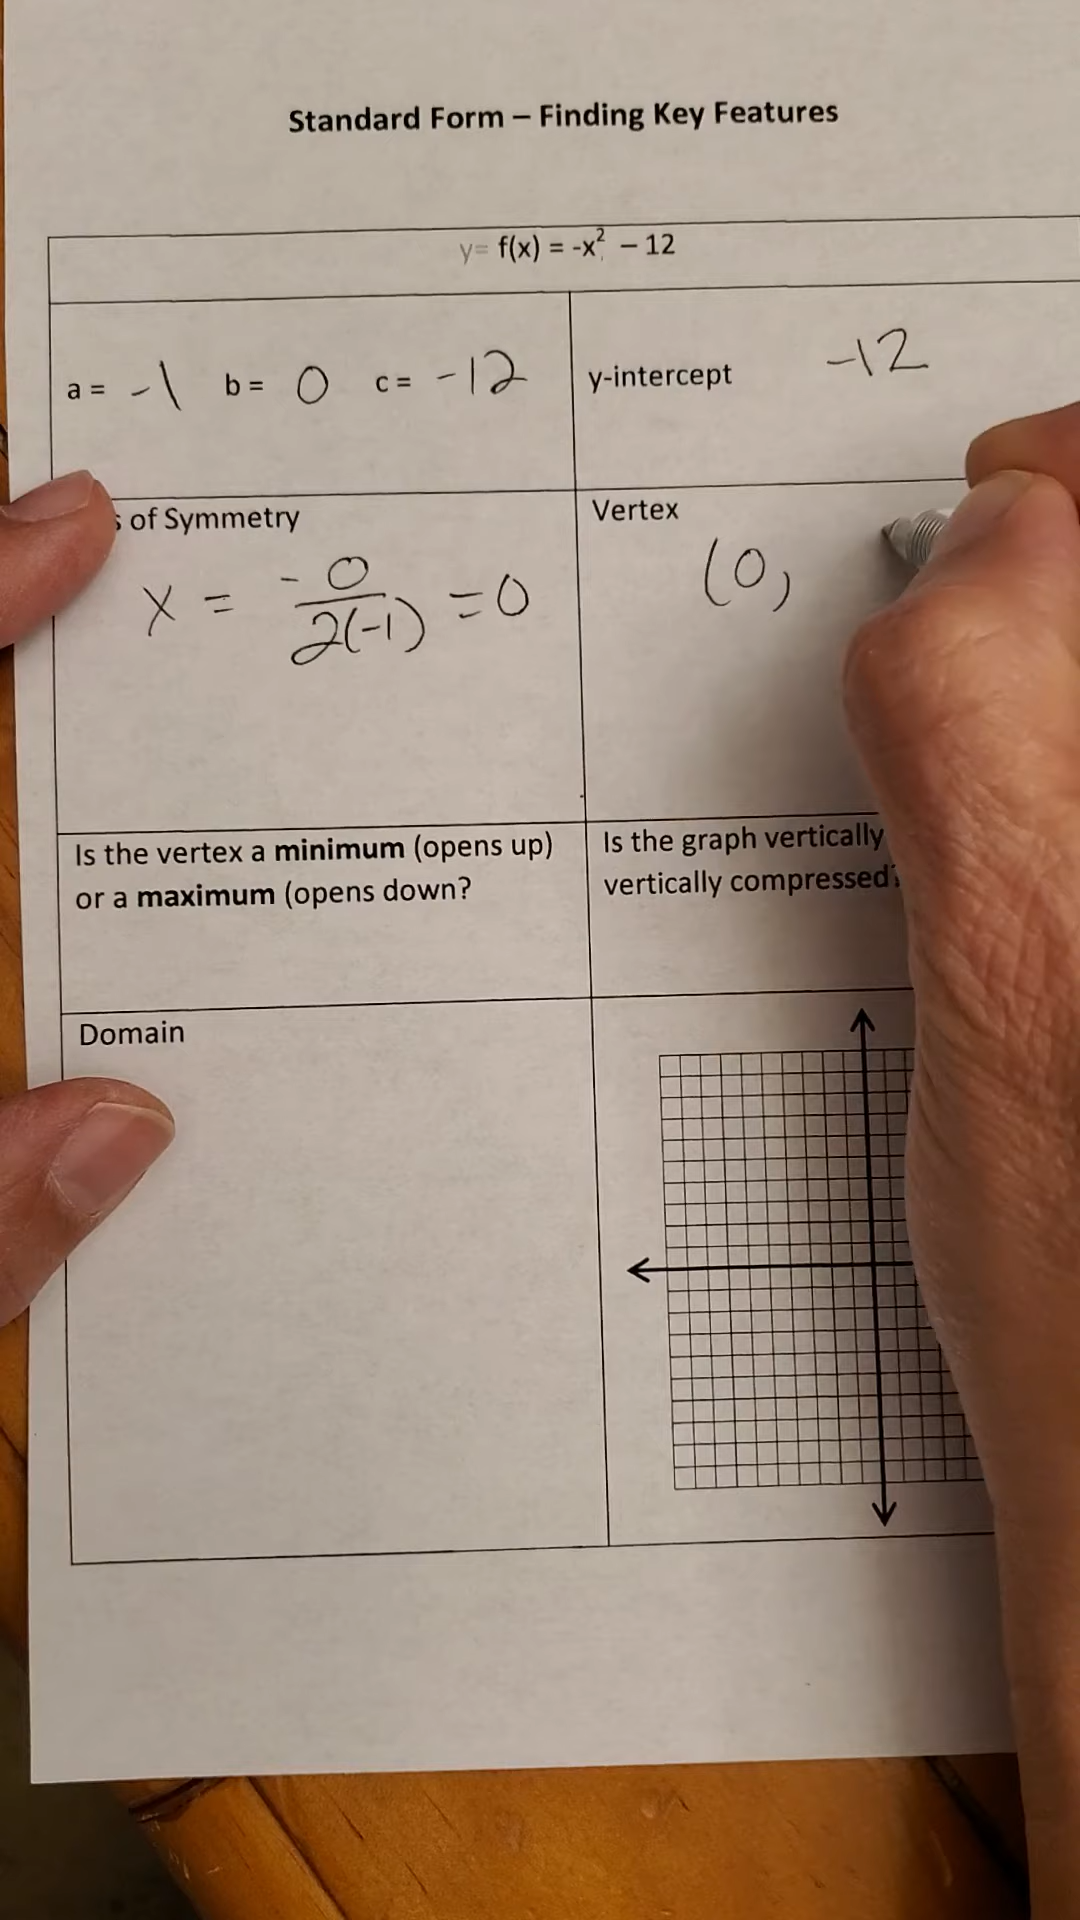 Standard Form – Finding Key Features
y= f(x) = -x² – 12
a = -1 b = 0 c = -12
y-intercept -12
of Symmetry
x = -0/2(-1) = 0
Vertex
(0,
Is the vertex a minimum (opens up)
or a maximum (opens down?
Is the graph vertically
vertically compressed?
Domain